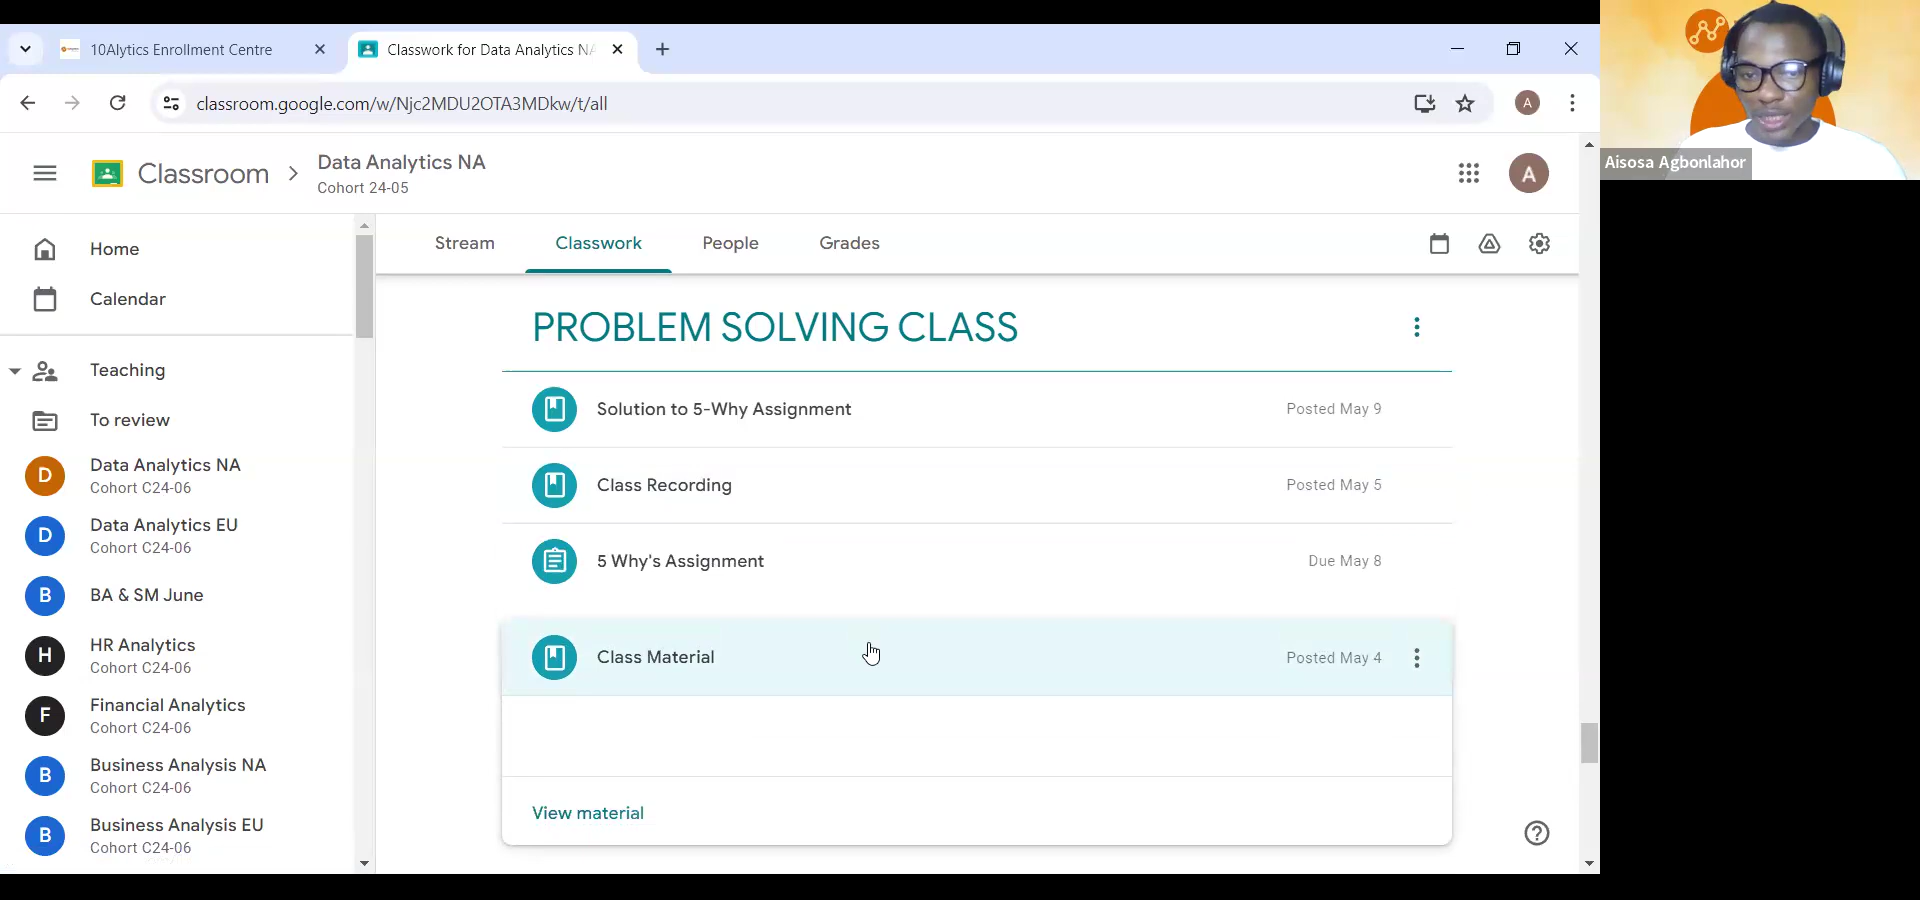 10Alytics Enrollment Centre
Classwork for Data Analytics NA
classroom.google.com/w/Njc2MDU2OTA3MDkw/t/all
A
Classroom
Data Analytics NA
Cohort 24-05
A
Aisosa Agbonlahor
Home
Calendar
Teaching
To review
D
Data Analytics NA
Cohort C24-06
D
Data Analytics EU
Cohort C24-06
B
BA & SM June
H
HR Analytics
Cohort C24-06
F
Financial Analytics
Cohort C24-06
B
Business Analysis NA
Cohort C24-06
B
Business Analysis EU
Cohort C24-06
Stream
Classwork
People
Grades
PROBLEM SOLVING CLASS
Solution to 5-Why Assignment
Posted May 9
Class Recording
Posted May 5
5 Why's Assignment
Due May 8
Class Material
Posted May 4
View material